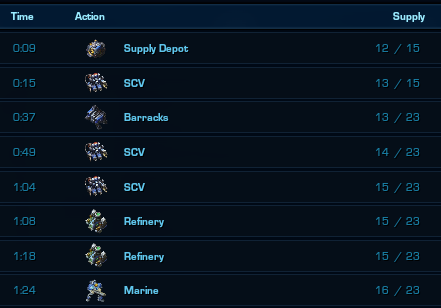 Time Action Supply
0:09 Supply Depot 12 / 15
0:15 SCV 13 / 15
0:37 Barracks 13 / 23
0:49 SCV 14 / 23
1:04 SCV 15 / 23
1:08 Refinery 15 / 23
1:18 Refinery 15 / 23
1:24 Marine 16 / 23